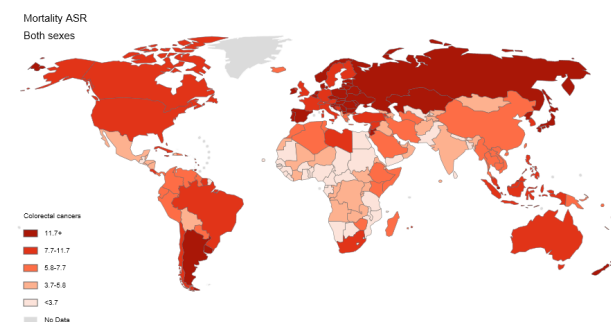 Mortality ASR
Both sexes
Colorectal cancers
11.7+
7.7-11.7
5.8-7.7
3.7-5.8
<3.7
No Data